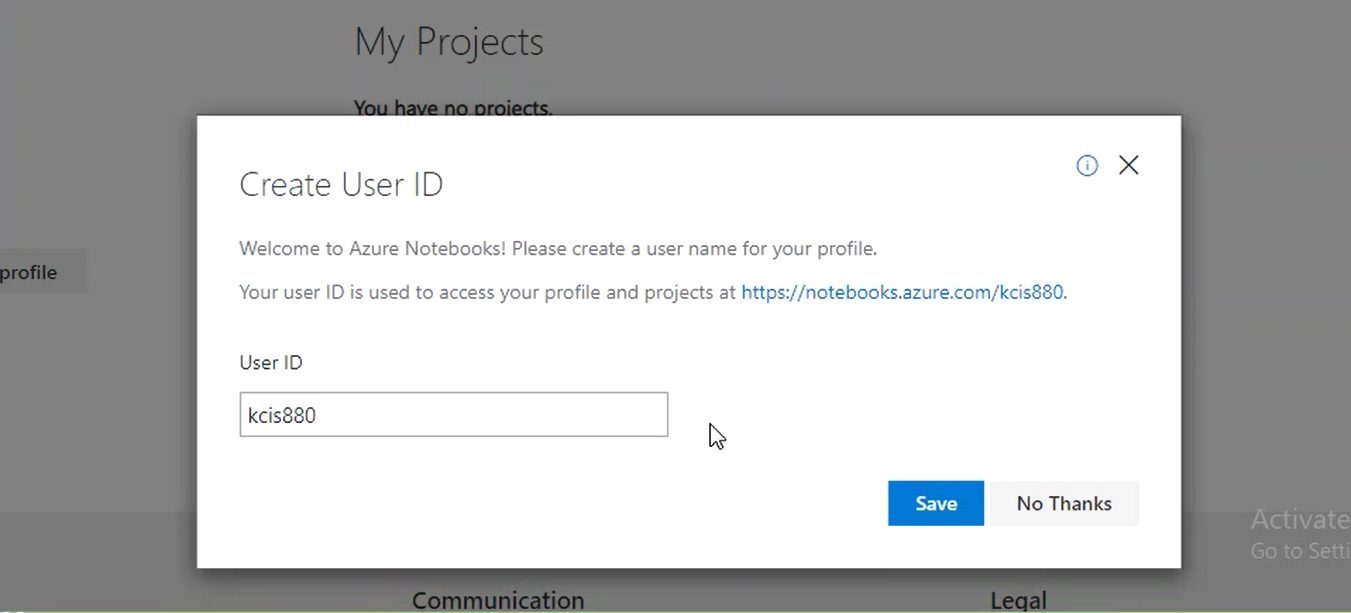 My Projects
You have no projects.
Create User ID
Welcome to Azure Notebooks! Please create a user name for your profile.
profile
Your user ID is used to access your profile and projects at https://notebooks.azure.com/kcis880.
User ID
kcis880
Save No Thanks
Activate
Go to Setti
Communication Legal